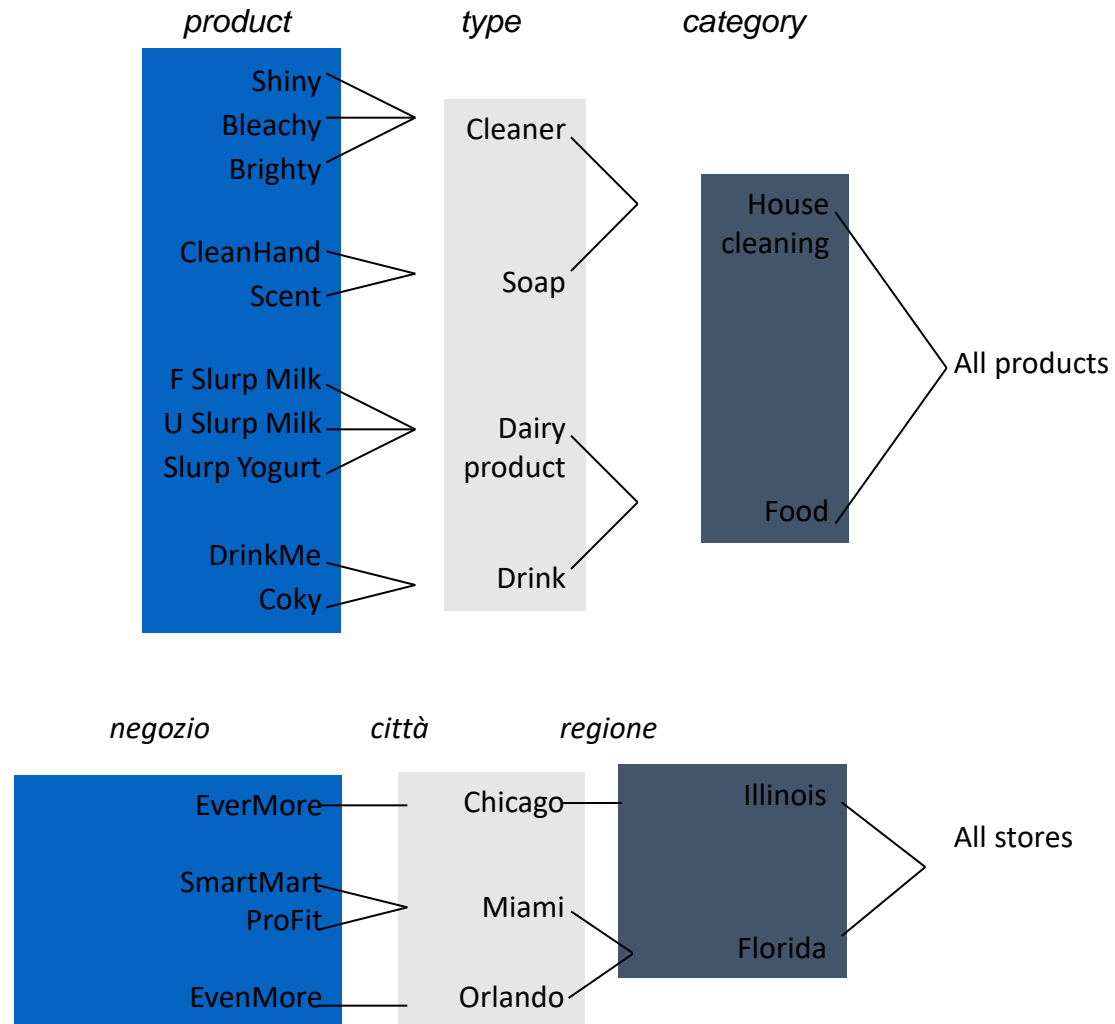 product type category
Shiny
Bleachy
Brighty
CleanHand
Scent
F Slurp Milk
U Slurp Milk
Slurp Yogurt
DrinkMe
Coky
Cleaner
Soap
Dairy
product
Drink
House
cleaning
Food
All products
negozio città regione
EverMore
SmartMart
ProFit
EvenMore
Chicago
Miami
Orlando
Illinois
Florida
All stores